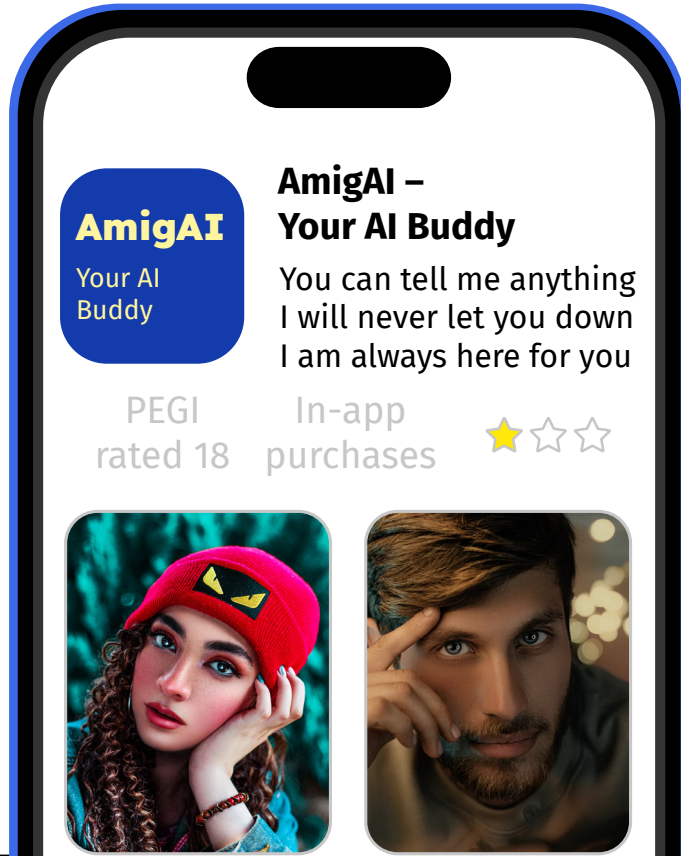 AmigAI
Your AI
Buddy
AmigAI –
Your AI Buddy
You can tell me anything
I will never let you down
I am always here for you
PEGI
rated 18
In-app
purchases